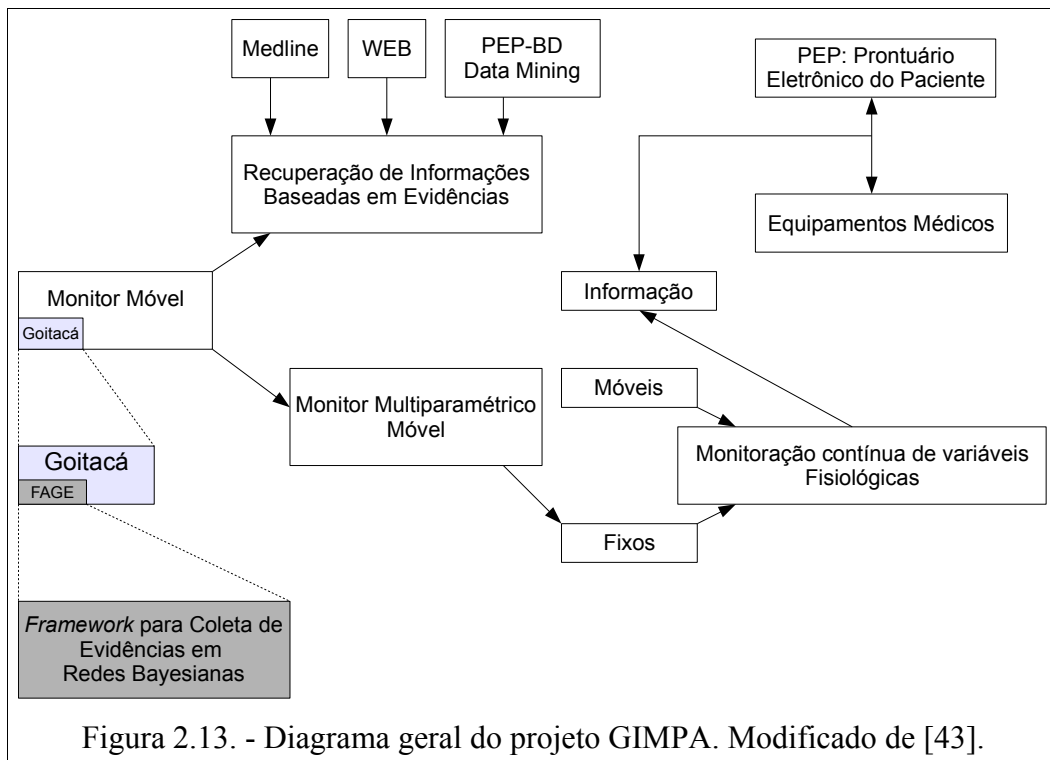 Medline
WEB
PEP-BD
Data Mining
PEP: Prontuário
Eletrônico do Paciente
Recuperação de Informações
Baseadas em Evidências
Equipamentos Médicos
Monitor Móvel
Goitacá
Informação
Monitor Multiparamétrico
Móvel
Móveis
Monitoração contínua de variáveis
Fisiológicas
Goitacá
FAGE
Fixos
Framework para Coleta de
Evidências em
Redes Bayesianas
Figura 2.13. - Diagrama geral do projeto GIMPA. Modificado de [43].